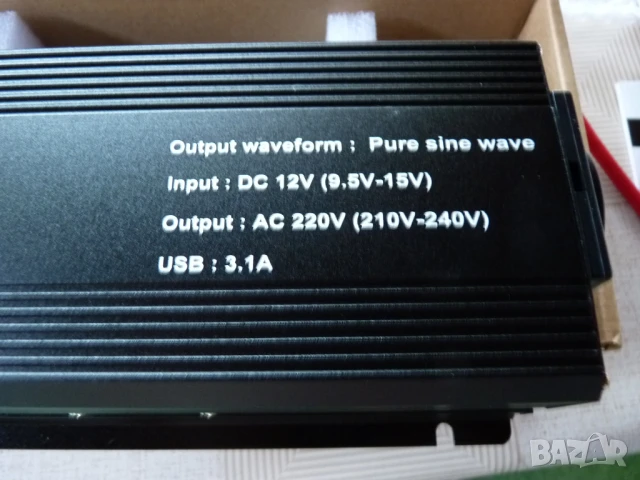 Output waveform ; Pure sine wave
Input ; DC 12V (9.5V-15V)
Output ; AC 220V (210V-240V)
USB ; 3.1A
BAZAR